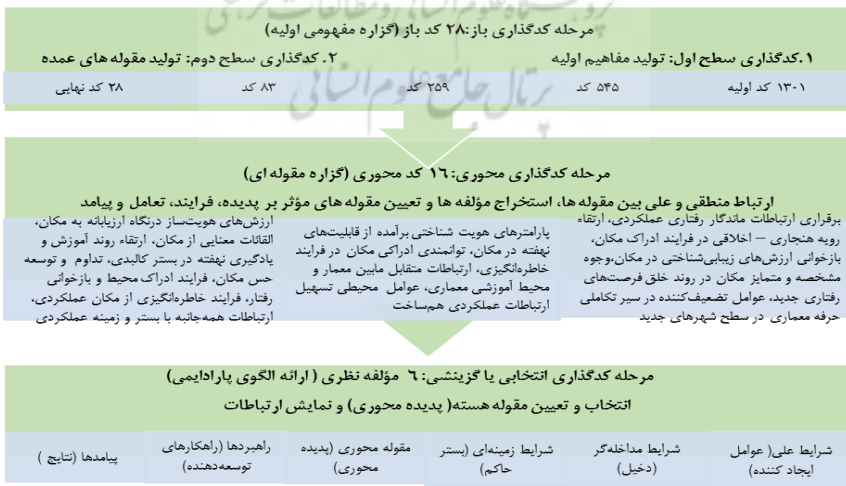 پژوهشگاه علوم انسانی و مطالعات فرهنگی
مرحله کدگذاری باز:۲۸ کد باز (گزاره مفهومی اولیه)
۱.کدگذاری سطح اول: تولید مفاهیم اولیه
۲. کدگذاری سطح دوم: تولید مقوله های عمده
۱۳۰۱ کد اولیه
۵۴۵ کد
۲۵۹ کد
۸۳ کد
۲۸ کد نهایی
پرتال جامع علوم انسانی
مرحله کدگذاری محوری: ۱۶ کد محوری (گزاره مقوله ای)
ارتباط منطقی و علی بین مقوله ها، استخراج مؤلفه ها و تعیین مقوله های مؤثر بر پدیده، فرایند، تعامل و پیامد
برقراری ارتباطات ماندگار رفتاری عملکردی، ارتقاء
رویه هنجاری – اخلاقی در فرایند ادراک مکان،
بازخوانی ارزش‌های زیبایی‌شناختی در مکان،وجوه
مشخصه و متمایز مکان در روند خلق فرصت‌های
رفتاری جدید، عوامل تضعیف‌کننده در سیر تکاملی
حرفه معماری در سطح شهرهای جدید
پارامترهای هویت شناختی برآمده از قابلیت‌های
نهفته در مکان، توانمندی ادراکی مکان در فرایند
خاطره‌انگیزی، ارتباطات متقابل مابین معمار و
محیط آموزشی معماری، عوامل محیطی تسهیل
ارتباطات عملکردی هم‌ساخت
ارزش‌های هویت‌ساز درنگاه ارزیابانه به مکان،
القائات معنایی از مکان، ارتقاء روند آموزش و
یادگیری نهفته در بستر کالبدی، تداوم و توسعه
حس مکان، فرایند ادراک محیط و بازخوانی
رفتار، فرایند خاطره‌انگیزی از مکان عملکردی،
ارتباطات همه‌جانبه با بستر و زمینه عملکردی
مرحله کدگذاری انتخابی یا گزینشی: ۶ مؤلفه نظری ( ارائه الگوی پارادایمی)
انتخاب و تعیین مقوله هسته( پدیده محوری) و نمایش ارتباطات
شرایط علی( عوامل
ایجاد کننده)
شرایط مداخله‌گر
(دخیل)
شرایط زمینه‌ای (بستر
حاکم)
مقوله محوری (پدیده
محوری)
راهبردها (راهکارهای
توسعه‌دهنده)
پیامدها (نتایج )